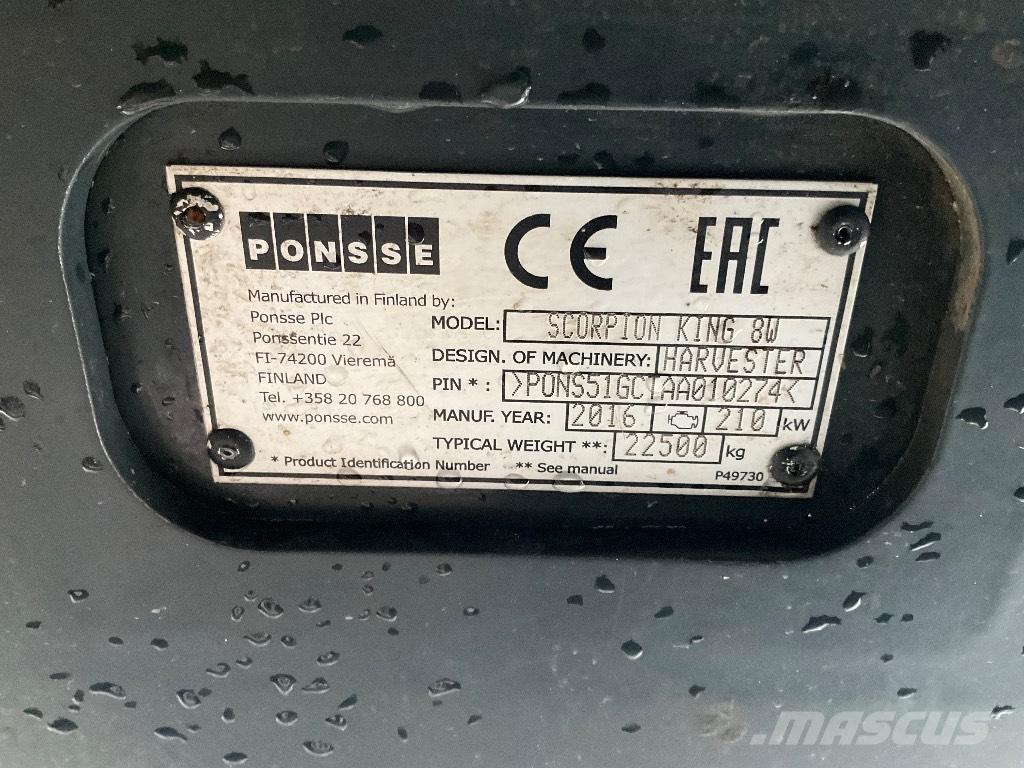 PONSSE CE EAC
Manufactured in Finland by:
Ponsse Plc
Ponssentie 22
FI-74200 Vieremä
FINLAND
Tel. +358 20 768 800
www.ponsse.com
MODEL: SCORPION KING 8W
DESIGN. OF MACHINERY: HARVESTER
PIN * : >PONS51GCTAA010274<
MANUF. YEAR: 2016 210 kW
TYPICAL WEIGHT **: 22500 kg
* Product Identification Number ** See manual
P49730
MASCUS